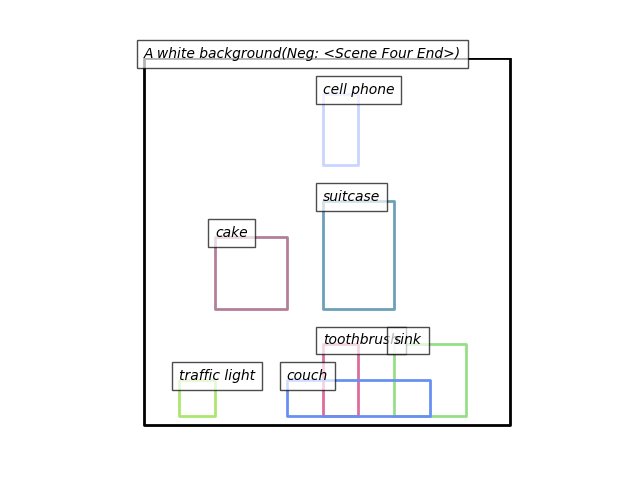 A white background(Neg: <Scene Four End>)
cell phone
suitcase
cake
toothbrush
sink
traffic light
couch